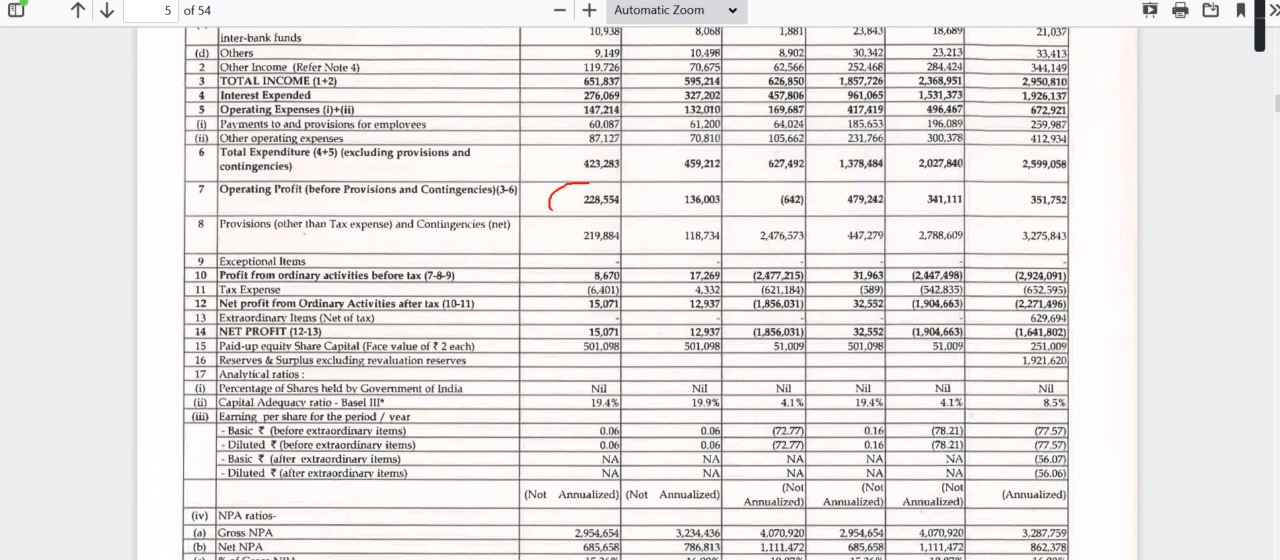 5 of 54 Automatic Zoom
inter-bank funds 10,938 8,068 1,881 23,843 18,689 21,037
(d) Others 9,149 10,498 8,902 30,342 23,213 33,413
2 Other Income (Refer Note 4) 119,726 70,675 62,566 252,468 284,424 344,149
3 TOTAL INCOME (1+2) 651,837 595,214 626,850 1,857,726 2,368,951 2,950,810
4 Interest Expended 276,069 327,202 457,806 961,065 1,531,373 1,926,137
5 Operating Expenses (i)+(ii) 147,214 132,010 169,687 417,419 496,467 672,921
(i) Payments to and provisions for employees 60,087 61,200 64,024 185,653 196,089 259,987
(ii) Other operating expenses 87,127 70,810 105,662 231,766 300,378 412,934
6 Total Expenditure (4+5) (excluding provisions and
contingencies) 423,283 459,212 627,492 1,378,484 2,027,840 2,599,058
7 Operating Profit (before Provisions and Contingencies)(3-6)
228,554 136,003 (642) 479,242 341,111 351,752
8 Provisions (other than Tax expense) and Contingencies (net)
219,884 118,734 2,476,573 447,279 2,788,609 3,275,843
9 Exceptional Items - - - - - -
10 Profit from ordinary activities before tax (7-8-9) 8,670 17,269 (2,477,215) 31,963 (2,447,498) (2,924,091)
11 Tax Expense (6,401) 4,332 (621,184) (589) (542,835) (652,595)
12 Net profit from Ordinary Activities after tax (10-11) 15,071 12,937 (1,856,031) 32,552 (1,904,663) (2,271,496)
13 Extraordinary Items (Net of tax) - - - - - 629,694
14 NET PROFIT (12-13) 15,071 12,937 (1,856,031) 32,552 (1,904,663) (1,641,802)
15 Paid-up equity Share Capital (Face value of ₹ 2 each) 501,098 501,098 51,009 501,098 51,009 251,009
16 Reserves & Surplus excluding revaluation reserves 1,921,620
17 Analytical ratios :
(i) Percentage of Shares held by Government of India Nil Nil Nil Nil Nil Nil
(ii) Capital Adequacy ratio - Basel III* 19.4% 19.9% 4.1% 19.4% 4.1% 8.5%
(iii) Earning per share for the period / year
- Basic ₹ (before extraordinary items) 0.06 0.06 (72.77) 0.16 (78.21) (77.57)
- Diluted ₹ (before extraordinary items) 0.06 0.06 (72.77) 0.16 (78.21) (77.57)
- Basic ₹ (after extraordinary items) NA NA NA NA NA (56.07)
- Diluted ₹ (after extraordinary items) NA NA NA NA NA (56.06)
(Not Annualized) (Not Annualized) (Not Annualized) (Not Annualized) (Not Annualized) (Annualized)
(iv) NPA ratios-
(a) Gross NPA 2,954,654 3,234,436 4,070,920 2,954,654 4,070,920 3,287,759
(b) Net NPA 685,658 786,813 1,111,472 685,658 1,111,472 862,378